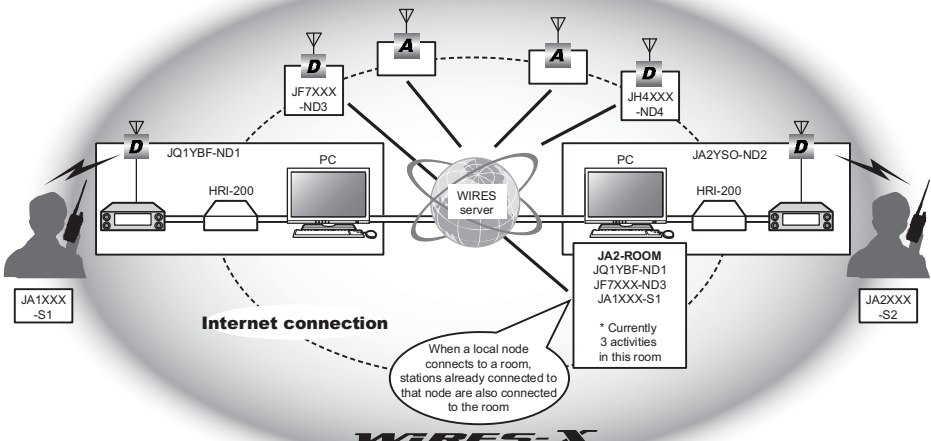 A
A
D
D
JF7XXX
-ND3
JH4XXX
-ND4
D
JQ1YBF-ND1
JA2YSO-ND2
D
PC
PC
HRI-200
HRI-200
WIRES
server
JA1XXX
-S1
JA2XXX
-S2
JA2-ROOM
JQ1YBF-ND1
JF7XXX-ND3
JA1XXX-S1
* Currently
3 activities
in this room
Internet connection
When a local node
connects to a room,
stations already connected to
that node are also connected
to the room
WIRES-X